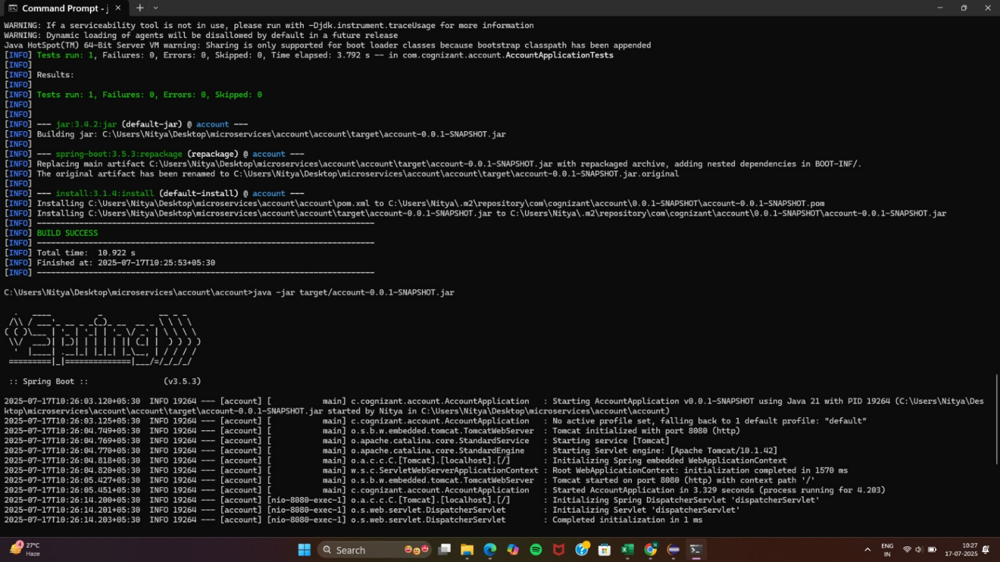 Command Prompt - j
WARNING: If a serviceability tool is not in use, please run with -Djdk.instrument.traceUsage for more information
WARNING: Dynamic loading of agents will be disallowed by default in a future release
Java HotSpot(TM) 64-Bit Server VM warning: Sharing is only supported for boot loader classes because bootstrap classpath has been appended
[INFO] Tests run: 1, Failures: 0, Errors: 0, Skipped: 0, Time elapsed: 3.792 s -- in com.cognizant.account.AccountApplicationTests
[INFO]
[INFO] Results:
[INFO]
[INFO] Tests run: 1, Failures: 0, Errors: 0, Skipped: 0
[INFO]
[INFO]
[INFO] --- jar:3.4.2:jar (default-jar) @ account ---
[INFO] Building jar: C:\Users\Nitya\Desktop\microservices\account\account\target\account-0.0.1-SNAPSHOT.jar
[INFO]
[INFO] --- spring-boot:3.5.3:repackage (repackage) @ account ---
[INFO] Replacing main artifact C:\Users\Nitya\Desktop\microservices\account\account\target\account-0.0.1-SNAPSHOT.jar with repackaged archive, adding nested dependencies in BOOT-INF/.
[INFO] The original artifact has been renamed to C:\Users\Nitya\Desktop\microservices\account\account\target\account-0.0.1-SNAPSHOT.jar.original
[INFO]
[INFO] --- install:3.1.4:install (default-install) @ account ---
[INFO] Installing C:\Users\Nitya\Desktop\microservices\account\account\pom.xml to C:\Users\Nitya\.m2\repository\com\cognizant\account\0.0.1-SNAPSHOT\account-0.0.1-SNAPSHOT.pom
[INFO] Installing C:\Users\Nitya\Desktop\microservices\account\account\target\account-0.0.1-SNAPSHOT.jar to C:\Users\Nitya\.m2\repository\com\cognizant\account\0.0.1-SNAPSHOT\account-0.0.1-SNAPSHOT.jar
[INFO] ------------------------------------------------------------------------
[INFO] BUILD SUCCESS
[INFO] ------------------------------------------------------------------------
[INFO] Total time:  10.922 s
[INFO] Finished at: 2025-07-17T10:25:53+05:30
[INFO] ------------------------------------------------------------------------
C:\Users\Nitya\Desktop\microservices\account\account>java -jar target/account-0.0.1-SNAPSHOT.jar
Spring
:: Spring Boot ::                (v3.5.3)
2025-07-17T10:26:03.120+05:30  INFO 19264 --- [account] [           main] c.cognizant.account.AccountApplication   : Starting AccountApplication v0.0.1-SNAPSHOT using Java 21 with PID 19264 (C:\Users\Nitya\Des
ktop\microservices\account\account\target\account-0.0.1-SNAPSHOT.jar started by Nitya in C:\Users\Nitya\Desktop\microservices\account\account)
2025-07-17T10:26:03.125+05:30  INFO 19264 --- [account] [           main] c.cognizant.account.AccountApplication   : No active profile set, falling back to 1 default profile: "default"
2025-07-17T10:26:04.749+05:30  INFO 19264 --- [account] [           main] o.s.b.w.embedded.tomcat.TomcatWebServer  : Tomcat initialized with port 8080 (http)
2025-07-17T10:26:04.769+05:30  INFO 19264 --- [account] [           main] o.apache.catalina.core.StandardService   : Starting service [Tomcat]
2025-07-17T10:26:04.770+05:30  INFO 19264 --- [account] [           main] o.apache.catalina.core.StandardEngine    : Starting Servlet engine: [Apache Tomcat/10.1.42]
2025-07-17T10:26:04.818+05:30  INFO 19264 --- [account] [           main] o.a.c.c.C.[Tomcat].[localhost].[/]       : Initializing Spring embedded WebApplicationContext
2025-07-17T10:26:04.820+05:30  INFO 19264 --- [account] [           main] w.s.c.ServletWebServerApplicationContext : Root WebApplicationContext: initialization completed in 1570 ms
2025-07-17T10:26:05.427+05:30  INFO 19264 --- [account] [           main] o.s.b.w.embedded.tomcat.TomcatWebServer  : Tomcat started on port 8080 (http) with context path '/'
2025-07-17T10:26:05.451+05:30  INFO 19264 --- [account] [           main] c.cognizant.account.AccountApplication   : Started AccountApplication in 3.329 seconds (process running for 4.203)
2025-07-17T10:26:14.200+05:30  INFO 19264 --- [account] [nio-8080-exec-1] o.a.c.c.C.[Tomcat].[localhost].[/]       : Initializing Spring DispatcherServlet 'dispatcherServlet'
2025-07-17T10:26:14.201+05:30  INFO 19264 --- [account] [nio-8080-exec-1] o.s.web.servlet.DispatcherServlet        : Initializing Servlet 'dispatcherServlet'
2025-07-17T10:26:14.203+05:30  INFO 19264 --- [account] [nio-8080-exec-1] o.s.web.servlet.DispatcherServlet        : Completed initialization in 1 ms
4
27°C
Haze
Search
N
ENG
IN
10:27
17-07-2025